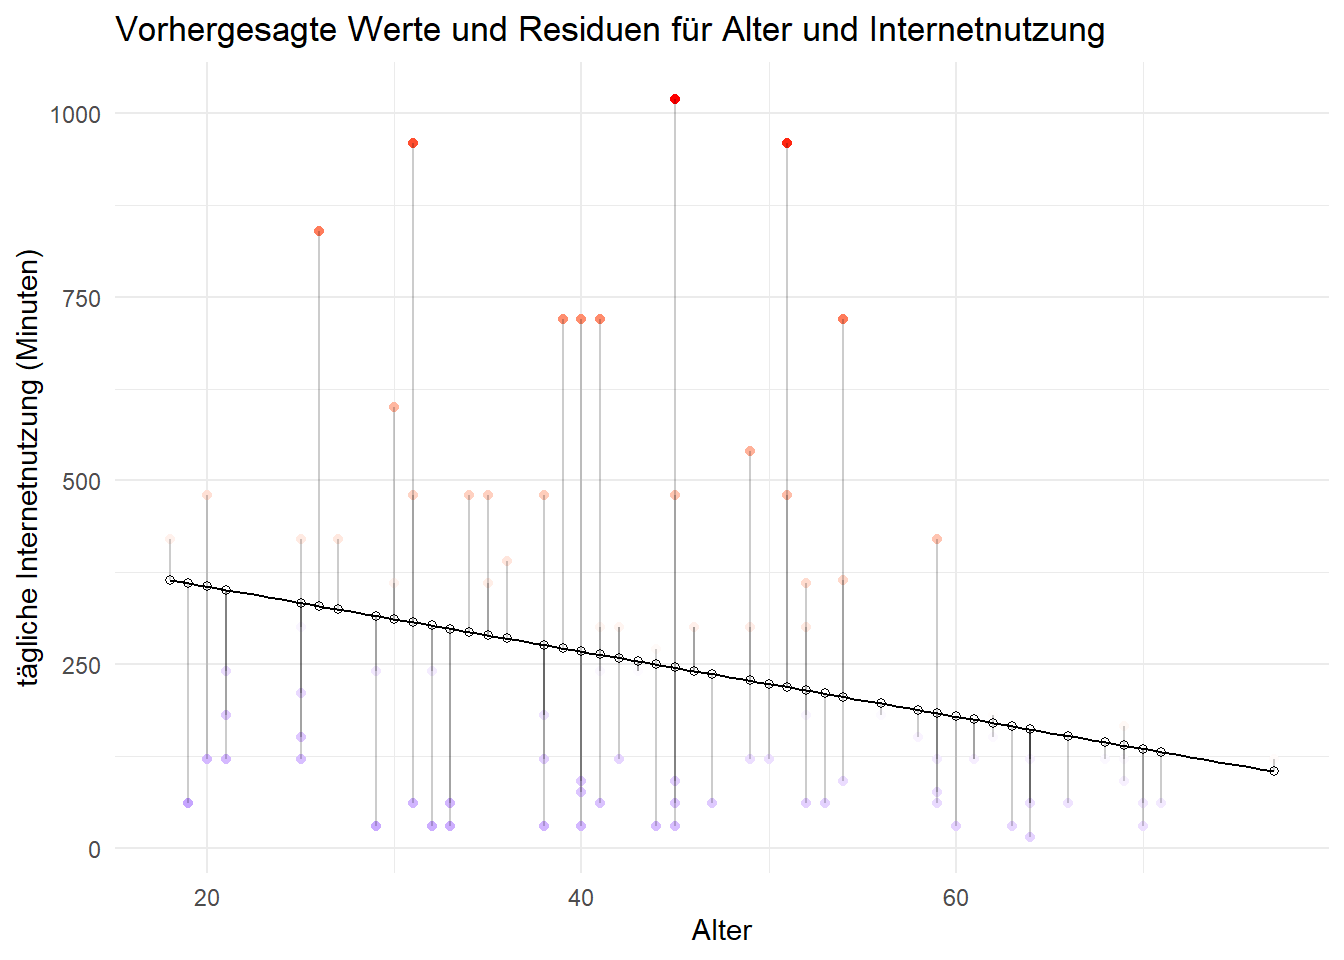 Vorhergesagte Werte und Residuen für Alter und Internetnutzung
tägliche Internetnutzung (Minuten)
1000
750
500
250
0
20
40
60
Alter